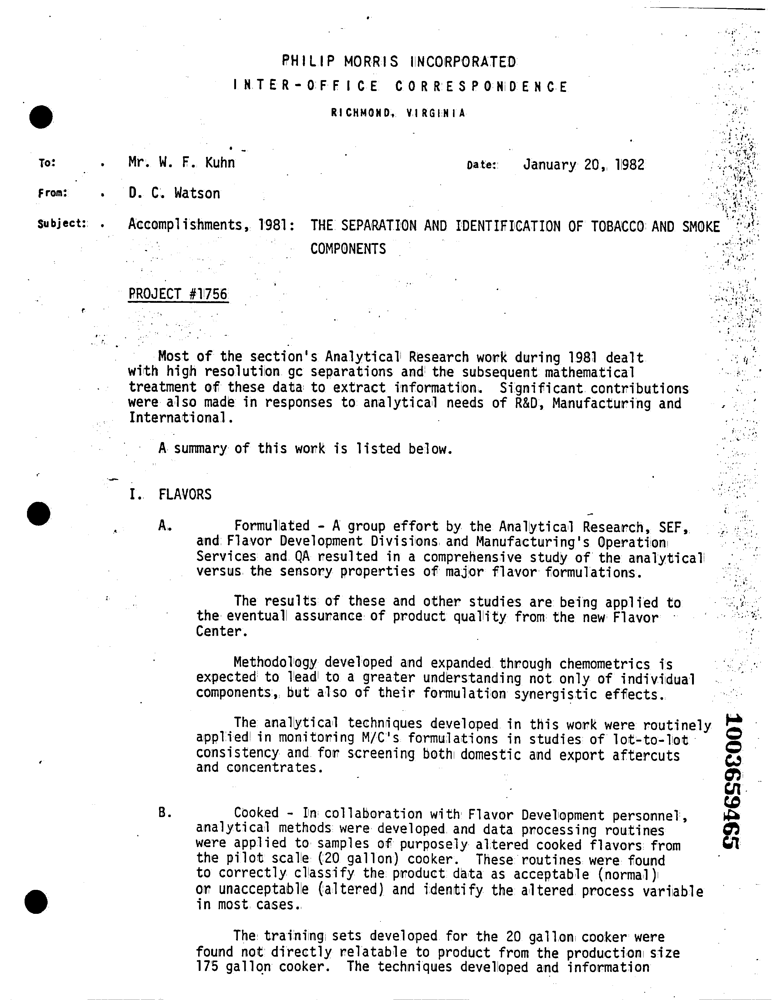 PHILIP MORRIS INCORPORATED
INTER-OFFICE CORRESPONDENCE
RICHMOND, VIRGINIA
To: Mr. W. F. Kuhn Date: January 20, 1982
From: D. C. Watson
Subject: Accomplishments, 1981: THE SEPARATION AND IDENTIFICATION OF TOBACCO AND SMOKE
COMPONENTS
PROJECT #1756
Most of the section's Analytical Research work during 1981 dealt
with high resolution gc separations and the subsequent mathematical
treatment of these data to extract information. Significant contributions
were also made in responses to analytical needs of R&D, Manufacturing and
International.
A summary of this work is listed below.
I. FLAVORS
A. Formulated - A group effort by the Analytical Research, SEF,
and Flavor Development Divisions and Manufacturing's Operation
Services and QA resulted in a comprehensive study of the analytical
versus the sensory properties of major flavor formulations.
The results of these and other studies are being applied to
the eventual assurance of product quality from the new Flavor
Center.
Methodology developed and expanded through chemometrics is
expected to lead to a greater understanding not only of individual
components, but also of their formulation synergistic effects.
The analytical techniques developed in this work were routinely
applied in monitoring M/C's formulations in studies of lot-to-lot
consistency and for screening both domestic and export aftercuts
and concentrates.
B. Cooked - In collaboration with Flavor Development personnel,
analytical methods were developed and data processing routines
were applied to samples of purposely altered cooked flavors from
the pilot scale (20 gallon) cooker. These routines were found
to correctly classify the product data as acceptable (normal)
or unacceptable (altered) and identify the altered process variable
in most cases.
The training sets developed for the 20 gallon cooker were
found not directly relatable to product from the production size
175 gallon cooker. The techniques developed and information
1003659465